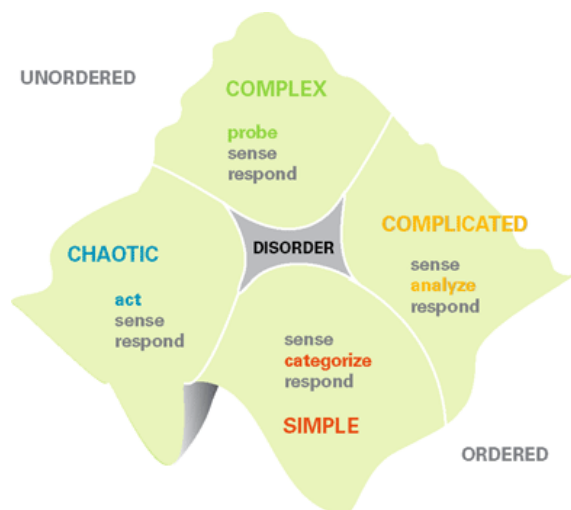 UNORDERED
COMPLEX
probe
sense
respond
COMPLICATED
sense
analyze
respond
DISORDER
CHAOTIC
act
sense
respond
sense
categorize
respond
SIMPLE
ORDERED